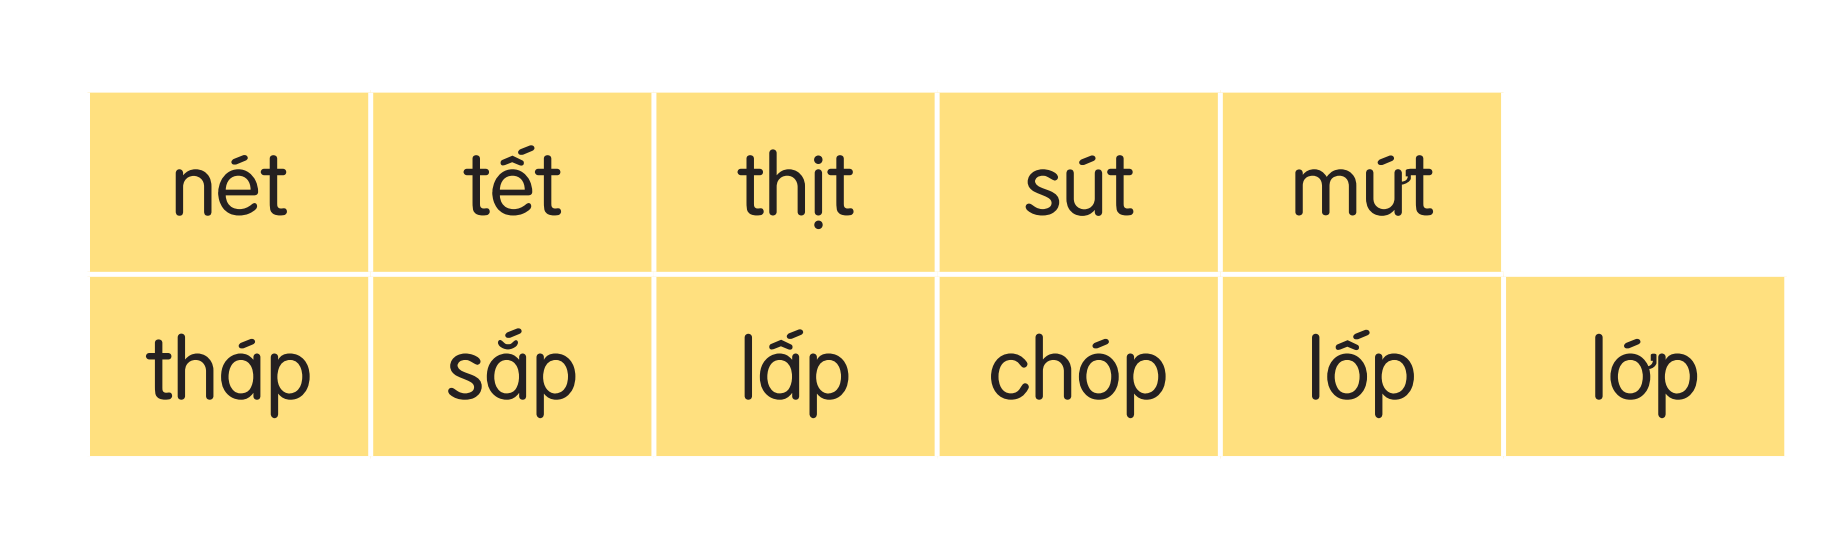 nét tết thịt sút mứt
tháp sắp lấp chóp lốp lớp